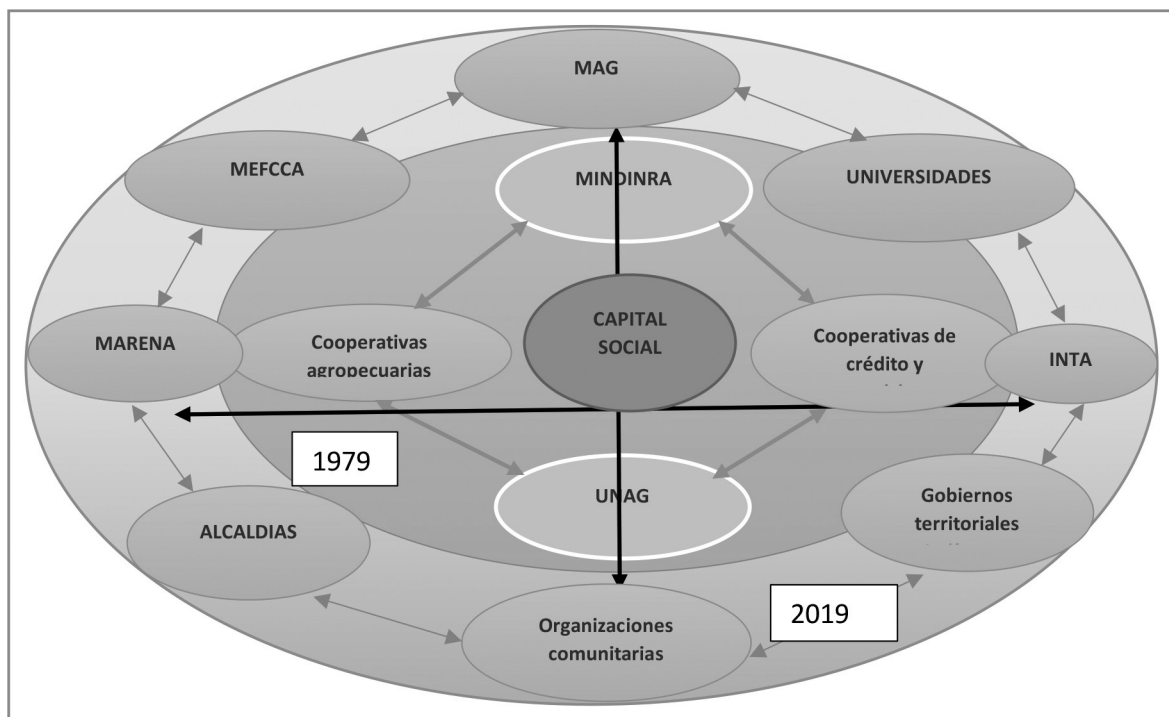 MAG
MEFCCA
MINDINRA
UNIVERSIDADES
CAPITAL
SOCIAL
MARENA
Cooperativas
agropecuarias
Cooperativas de
crédito y
INTA
1979
UNAG
ALCALDIAS
Gobiernos
territoriales
Organizaciones
comunitarias
2019